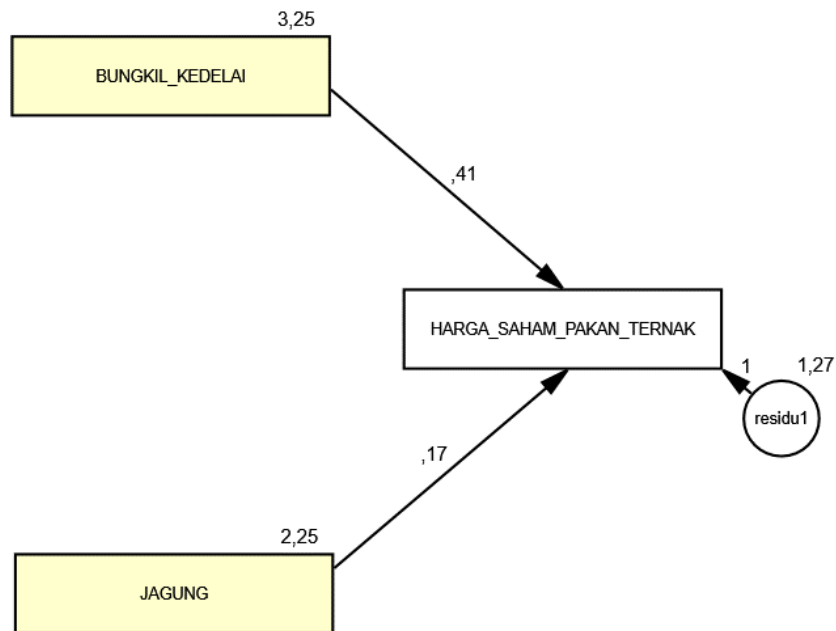 3,25
BUNGKIL_KEDELAI
,41
HARGA_SAHAM_PAKAN_TERNAK
1
1,27
residu1
,17
2,25
JAGUNG